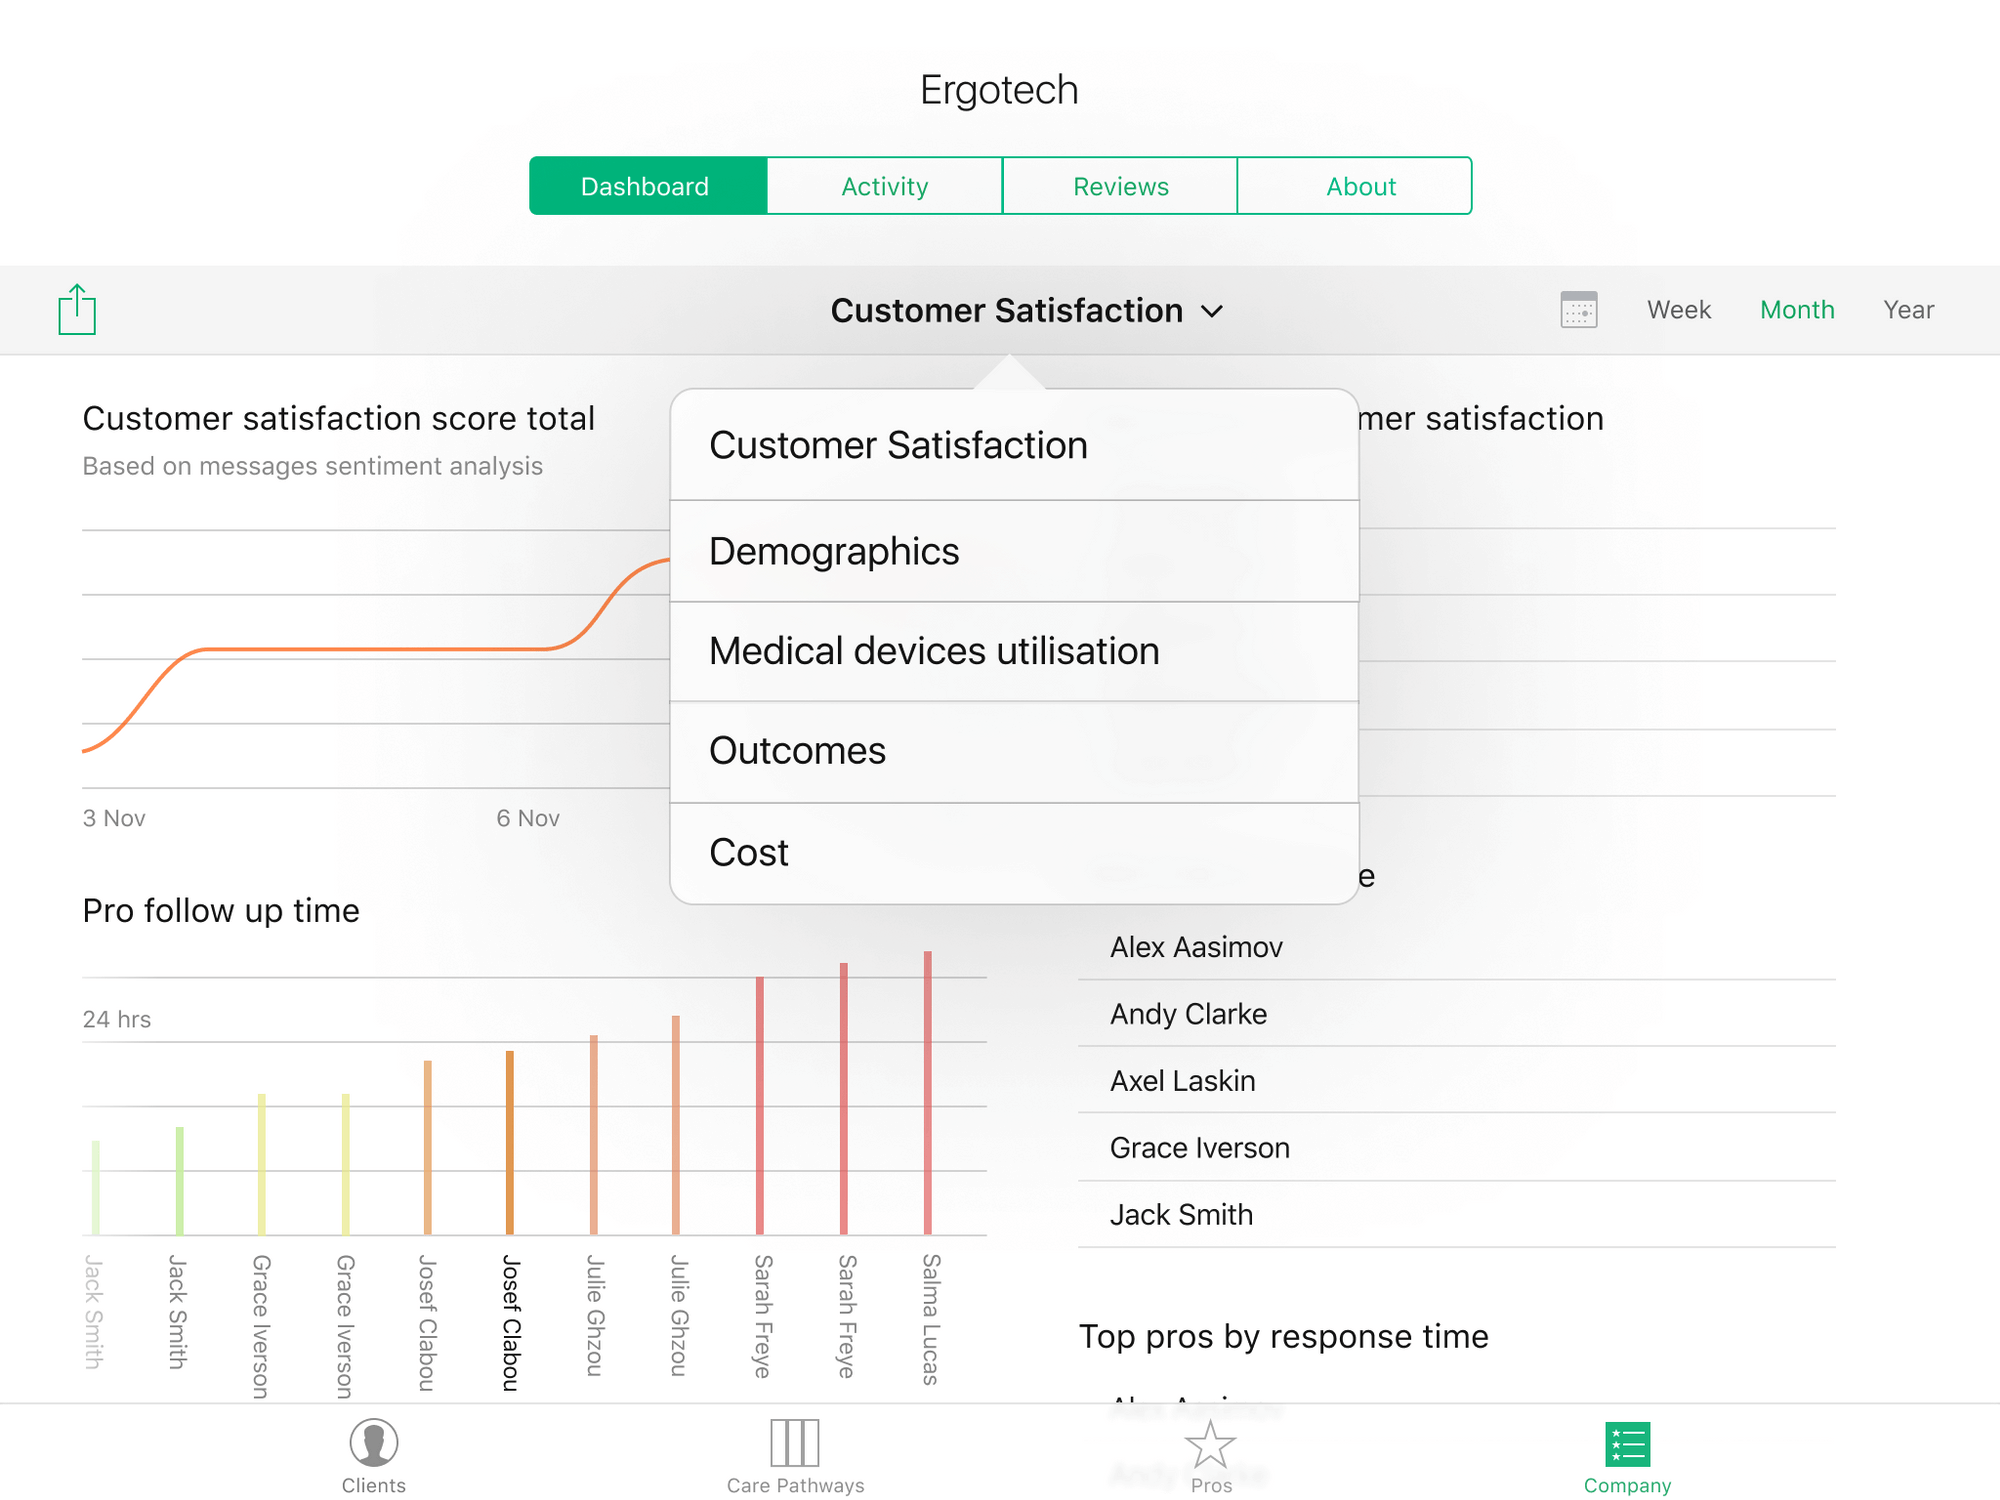 Ergotech
Dashboard
Activity
Reviews
About
Customer Satisfaction
Week
Month
Year
Customer satisfaction score total
Based on messages sentiment analysis
3 Nov
6 Nov
Customer Satisfaction
Demographics
Medical devices utilisation
Outcomes
Cost
mer satisfaction
e
Pro follow up time
24 hrs
Jack Smith
Jack Smith
Grace Iverson
Grace Iverson
Josef Clabou
Josef Clabou
Julie Ghzou
Julie Ghzou
Sarah Freye
Sarah Freye
Salma Lucas
Alex Aasimov
Andy Clarke
Axel Laskin
Grace Iverson
Jack Smith
Top pros by response time
Alex Aasimov
Andy Clarke
Clients
Care Pathways
Pros
Company